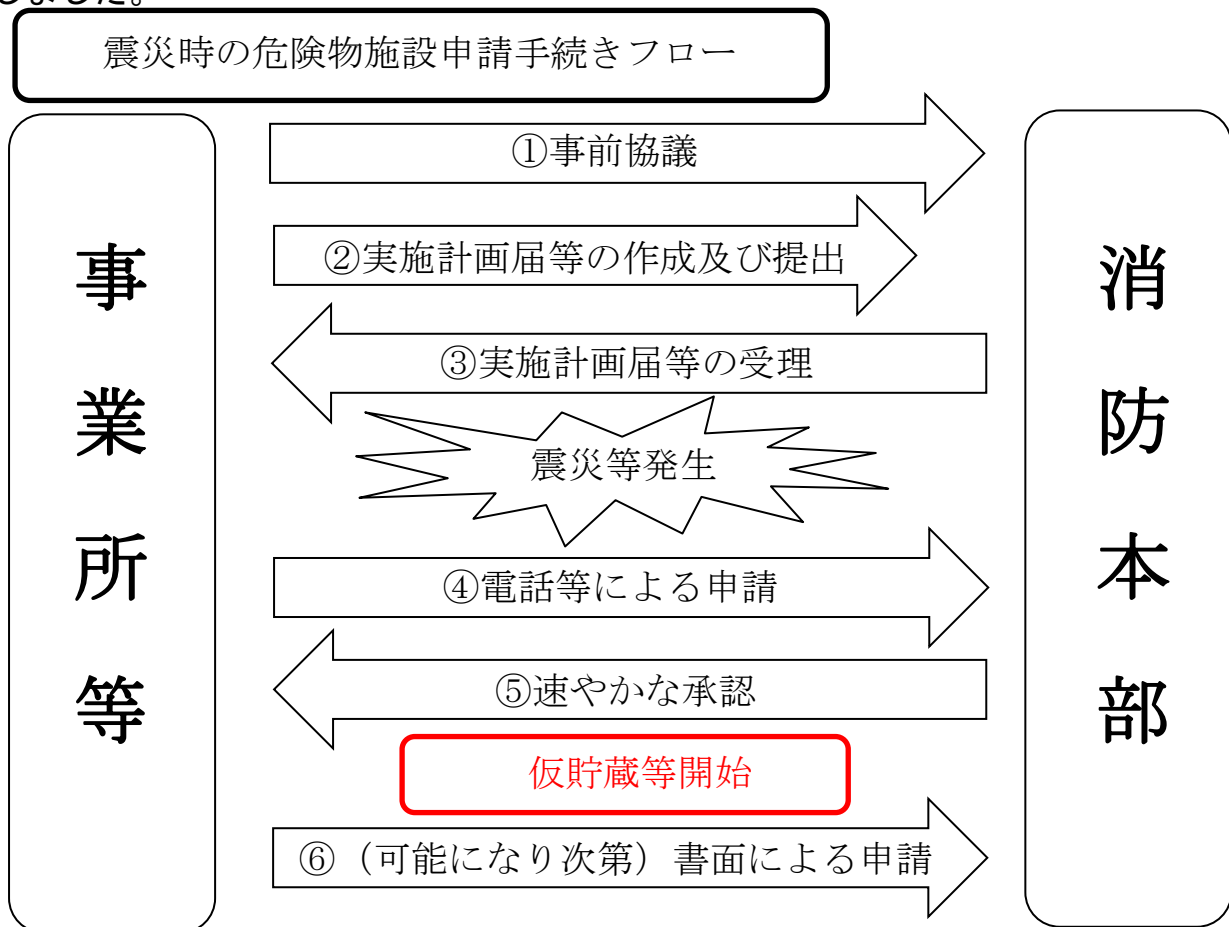 しました。
震災時の危険物施設申請手続きフロー
事業所等
消防本部
①事前協議
②実施計画届等の作成及び提出
③実施計画届等の受理
震災等発生
④電話等による申請
⑤速やかな承認
仮貯蔵等開始
⑥（可能になり次第）書面による申請